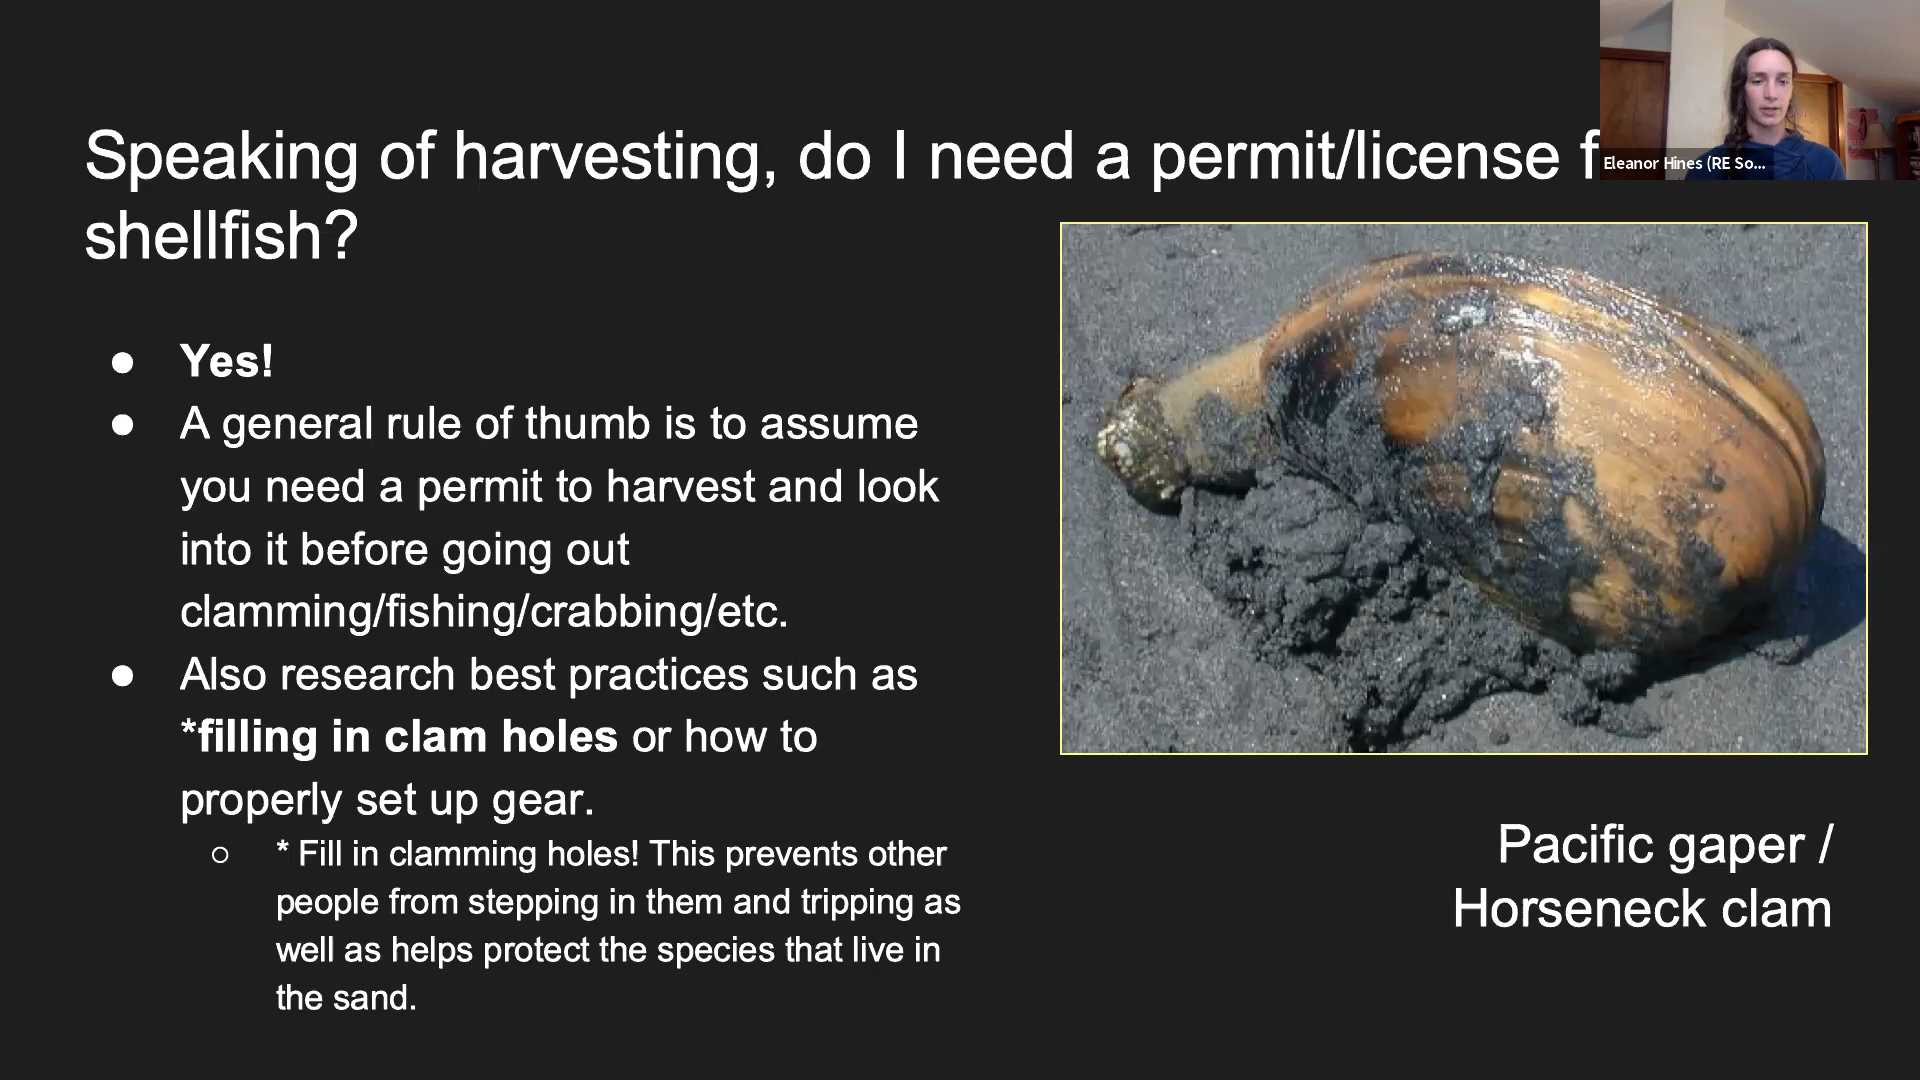 Speaking of harvesting, do I need a permit/license
shellfish?
Eleanor Hines (RE So...
● Yes!
● A general rule of thumb is to assume
you need a permit to harvest and look
into it before going out
clamming/fishing/crabbing/etc.
● Also research best practices such as
*filling in clam holes or how to
properly set up gear.
○ * Fill in clamming holes! This prevents other
people from stepping in them and tripping as
well as helps protect the species that live in
the sand.
Pacific gaper /
Horseneck clam